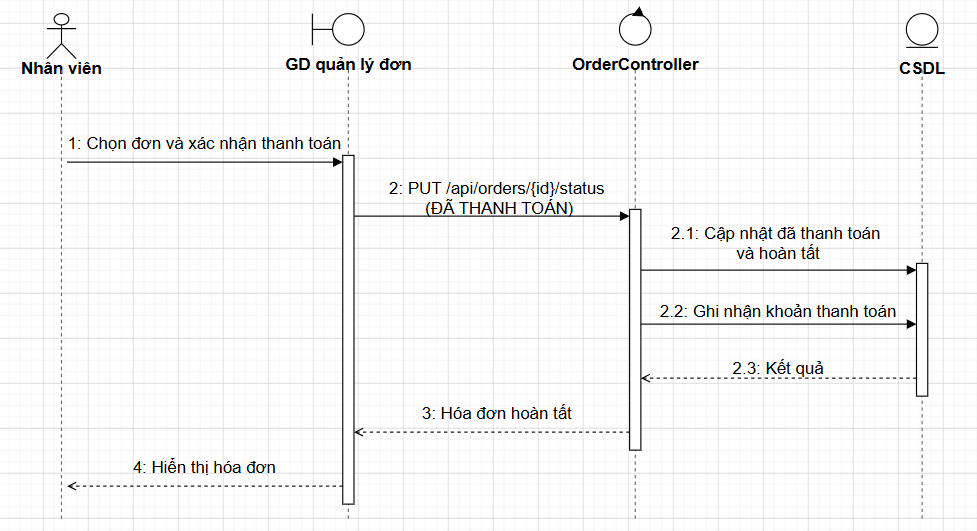 Nhân viên
GD quản lý đơn
OrderController
CSDL
1: Chọn đơn và xác nhận thanh toán
2: PUT /api/orders/{id}/status
(ĐÃ THANH TOÁN)
2.1: Cập nhật đã thanh toán
và hoàn tất
2.2: Ghi nhận khoản thanh toán
2.3: Kết quả
3: Hóa đơn hoàn tất
4: Hiển thị hóa đơn